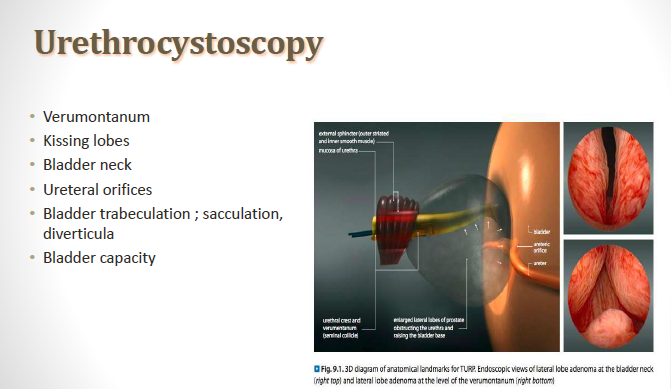 Urethrocystoscopy
• Verumontanum
• Kissing lobes
• Bladder neck
• Ureteral orifices
• Bladder trabeculation ; sacculation,
diverticula
• Bladder capacity
external sphincter (outer striated
and inner smooth muscle)
mucosa of urethra
bladder
ureteric
orifice
ureter
urethral crest and
verumontanum
(seminal collicle)
enlarged lateral lobes of prostate
obstructing the urethra and
raising the bladder base
Fig. 9.1. 3D diagram of anatomical landmarks for TURP. Endoscopic views of lateral lobe adenoma at the bladder neck
(right top) and lateral lobe adenoma at the level of the verumontanum (right bottom)